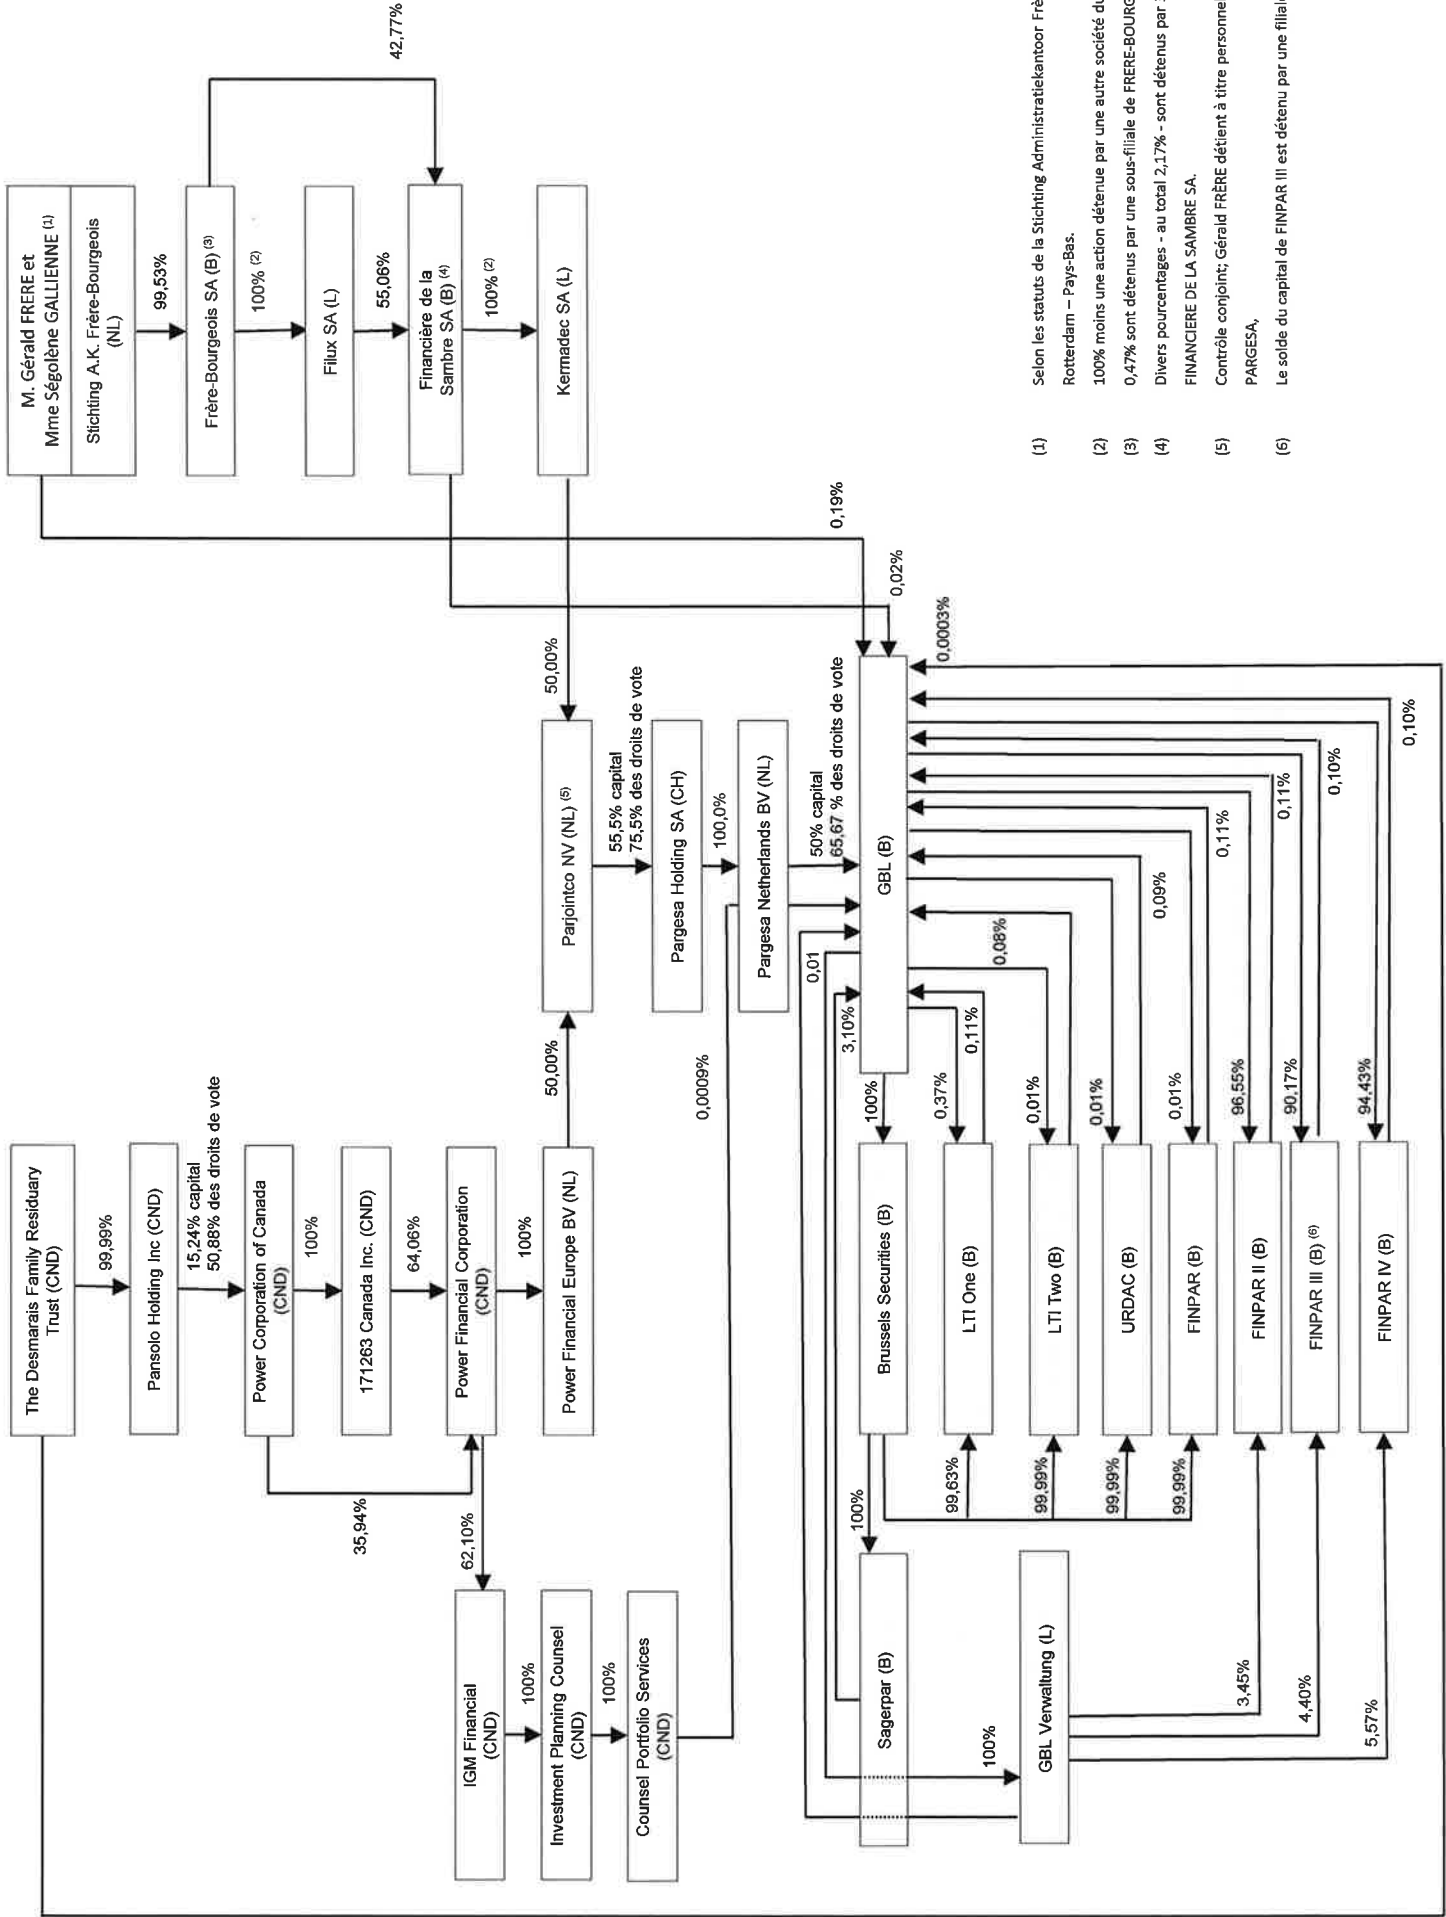 The Desmarais Family Residuary
Trust (CND)
99,99%
Pansolo Holding Inc (CND)
15,24% capital
50,88% des droits de vote
Power Corporation of Canada
(CND)
100%
171263 Canada Inc. (CND)
64,06%
35,94%
Power Financial Corporation
(CND)
100%
62,10%
Power Financial Europe BV (NL)
50,00%
IGM Financial
(CND)
100%
Investment Planning Counsel
(CND)
100%
Counsel Portfolio Services
(CND)
0,0009%
M. Gérald FRERE et
Mme Ségolène GALLIENNE (1)
Stichting A.K. Frère-Bourgeois
(NL)
99,53%
Frère-Bourgeois SA (B) (3)
100% (2)
42,77%
Filux SA (L)
55,06%
Financière de la
Sambre SA (B) (4)
100% (2)
Kermadec SA (L)
50,00%
0,19%
0,02%
Parjointco NV (NL) (5)
55,5% capital
75,5% des droits de vote
Pargesa Holding SA (CH)
100,0%
Pargesa Netherlands BV (NL)
50% capital
65,67 % des droits de vote
GBL (B)
0,0003%
0,01
3,10%
100%
Brussels Securities (B)
0,37%
0,11%
LTI One (B)
0,01%
0,08%
LTI Two (B)
0,01%
0,09%
URDAC (B)
0,01%
0,11%
FINPAR (B)
96,55%
0,11%
FINPAR II (B)
90,17%
0,10%
FINPAR III (B) (6)
94,43%
0,10%
FINPAR IV (B)
100%
99,63%
99,99%
99,99%
99,99%
Sagerpar (B)
100%
GBL Verwaltung (L)
3,45%
4,40%
5,57%
(1) Selon les statuts de la Stichting Administratiekantoor
Rotterdam – Pays-Bas.
(2) 100% moins une action détenue par une autre société
(3) 0,47% sont détenus par une sous-filiale de
(4) Divers pourcentages - au total 2,17% - sont détenus par
FINANCIERE DE LA SAMBRE SA.
(5) Contrôle conjoint; Gérald FRÈRE détient à titre
PARGESA,
(6) Le solde du capital de FINPAR III est détenu par une